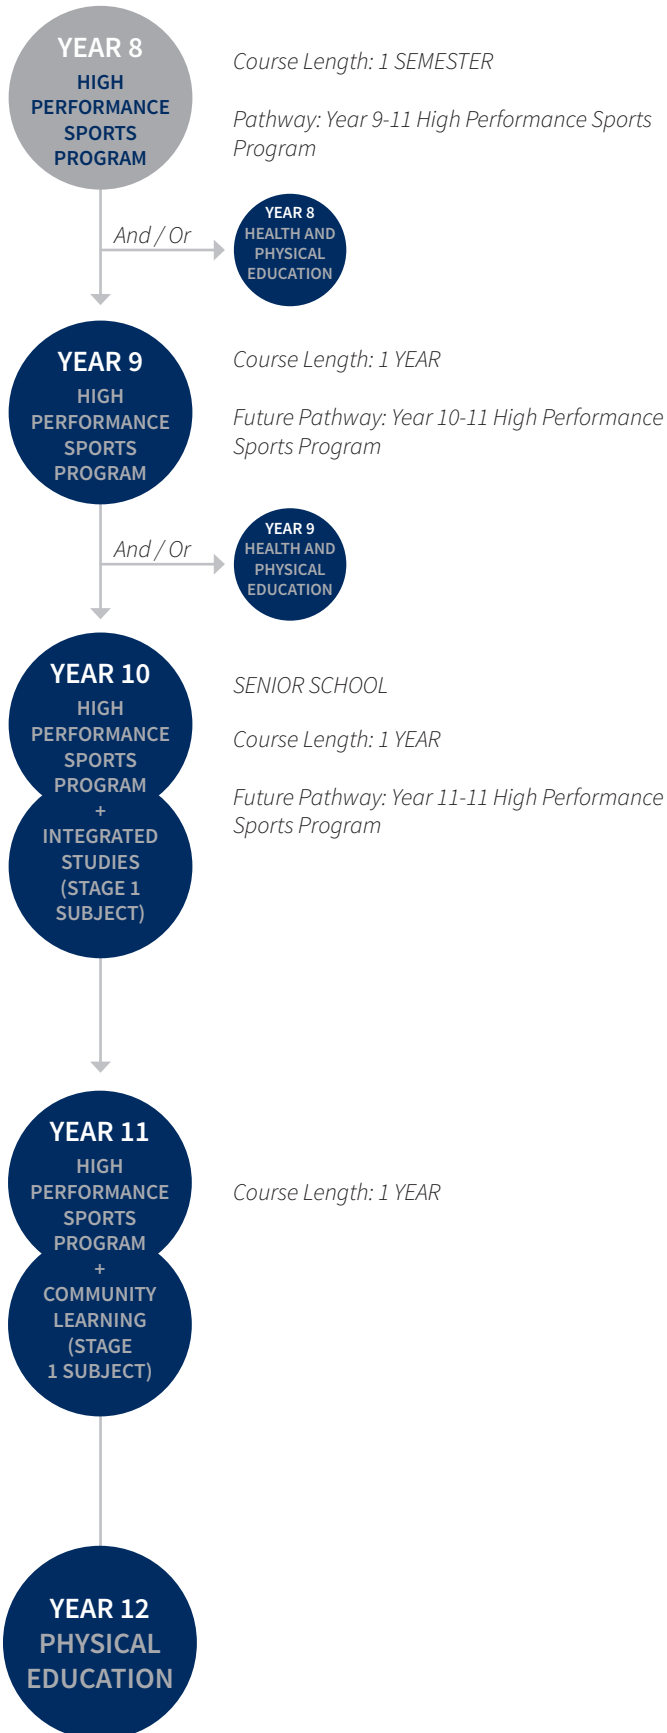 YEAR 8
HIGH
PERFORMANCE
SPORTS
PROGRAM
Course Length: 1 SEMESTER
Pathway: Year 9-11 High Performance Sports
Program
And / Or
YEAR 8
HEALTH AND
PHYSICAL
EDUCATION
YEAR 9
HIGH
PERFORMANCE
SPORTS
PROGRAM
Course Length: 1 YEAR
Future Pathway: Year 10-11 High Performance
Sports Program
And / Or
YEAR 9
HEALTH AND
PHYSICAL
EDUCATION
YEAR 10
HIGH
PERFORMANCE
SPORTS
PROGRAM
+
INTEGRATED
STUDIES
(STAGE 1
SUBJECT)
SENIOR SCHOOL
Course Length: 1 YEAR
Future Pathway: Year 11-11 High Performance
Sports Program
YEAR 11
HIGH
PERFORMANCE
SPORTS
PROGRAM
+
COMMUNITY
LEARNING
(STAGE
1 SUBJECT)
Course Length: 1 YEAR
YEAR 12
PHYSICAL
EDUCATION